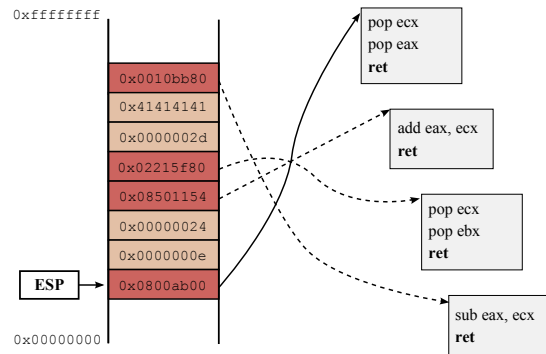 0xffffffff
0x0010bb80
0x41414141
0x0000002d
0x02215f80
0x08501154
0x00000024
0x0000000e
0x0800ab00
ESP
0x00000000
pop ecx
pop eax
ret
add eax, ecx
ret
pop ecx
pop ebx
ret
sub eax, ecx
ret